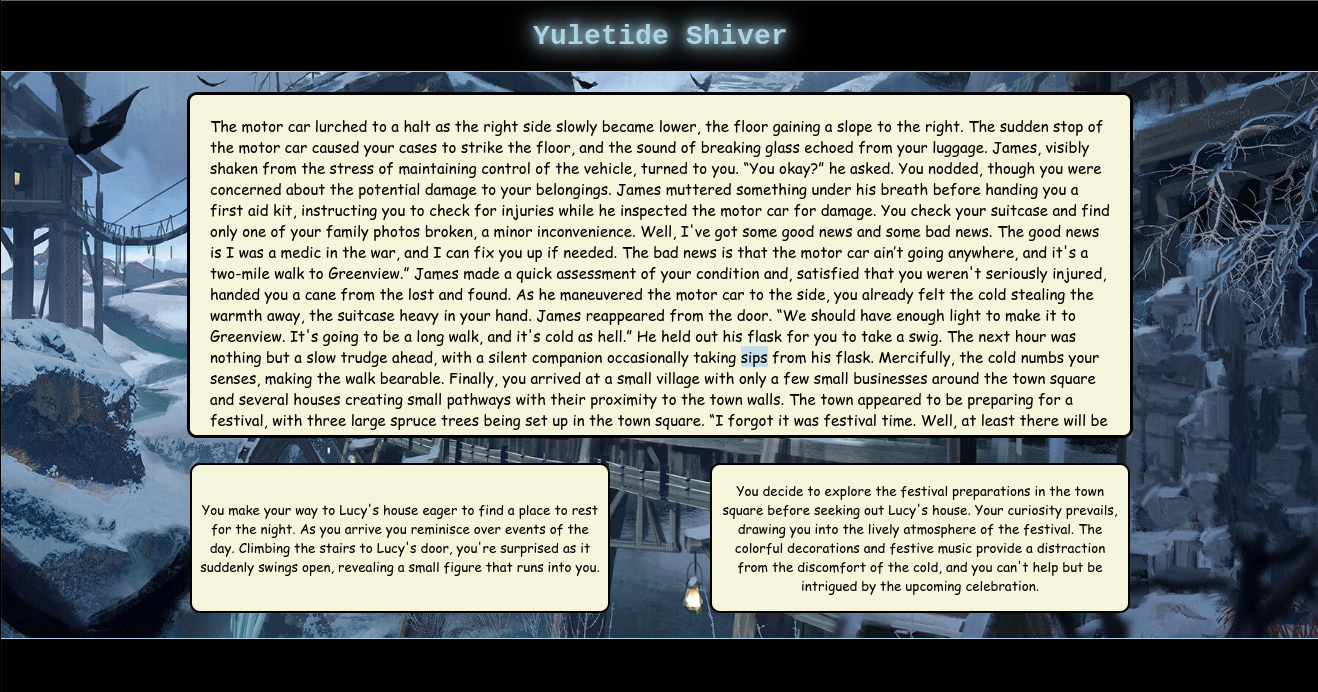 Yuletide Shiver
The motor car lurched to a halt as the right side slowly became lower, the floor gaining a slope to the right. The sudden stop of
the motor car caused your cases to strike the floor, and the sound of breaking glass echoed from your luggage. James, visibly
shaken from the stress of maintaining control of the vehicle, turned to you. “You okay?” he asked. You nodded, though you were
concerned about the potential damage to your belongings. James muttered something under his breath before handing you a
first aid kit, instructing you to check for injuries while he inspected the motor car for damage. You check your suitcase and find
only one of your family photos broken, a minor inconvenience. Well, I've got some good news and some bad news. The good news
is I was a medic in the war, and I can fix you up if needed. The bad news is that the motor car ain’t going anywhere, and it's a
two-mile walk to Greenview.” James made a quick assessment of your condition and, satisfied that you weren't seriously injured,
handed you a cane from the lost and found. As he maneuvered the motor car to the side, you already felt the cold stealing the
warmth away, the suitcase heavy in your hand. James reappeared from the door. “We should have enough light to make it to
Greenview. It's going to be a long walk, and it's cold as hell.” He held out his flask for you to take a swig. The next hour was
nothing but a slow trudge ahead, with a silent companion occasionally taking sips from his flask. Mercifully, the cold numbs your
senses, making the walk bearable. Finally, you arrived at a small village with only a few small businesses around the town square
and several houses creating small pathways with their proximity to the town walls. The town appeared to be preparing for a
festival, with three large spruce trees being set up in the town square. “I forgot it was festival time. Well, at least there will be
You make your way to Lucy's house eager to find a place to rest
for the night. As you arrive you reminisce over events of the
day. Climbing the stairs to Lucy's door, you're surprised as it
suddenly swings open, revealing a small figure that runs into you.
You decide to explore the festival preparations in the town
square before seeking out Lucy's house. Your curiosity prevails,
drawing you into the lively atmosphere of the festival. The
colorful decorations and festive music provide a distraction
from the discomfort of the cold, and you can't help but be
intrigued by the upcoming celebration.